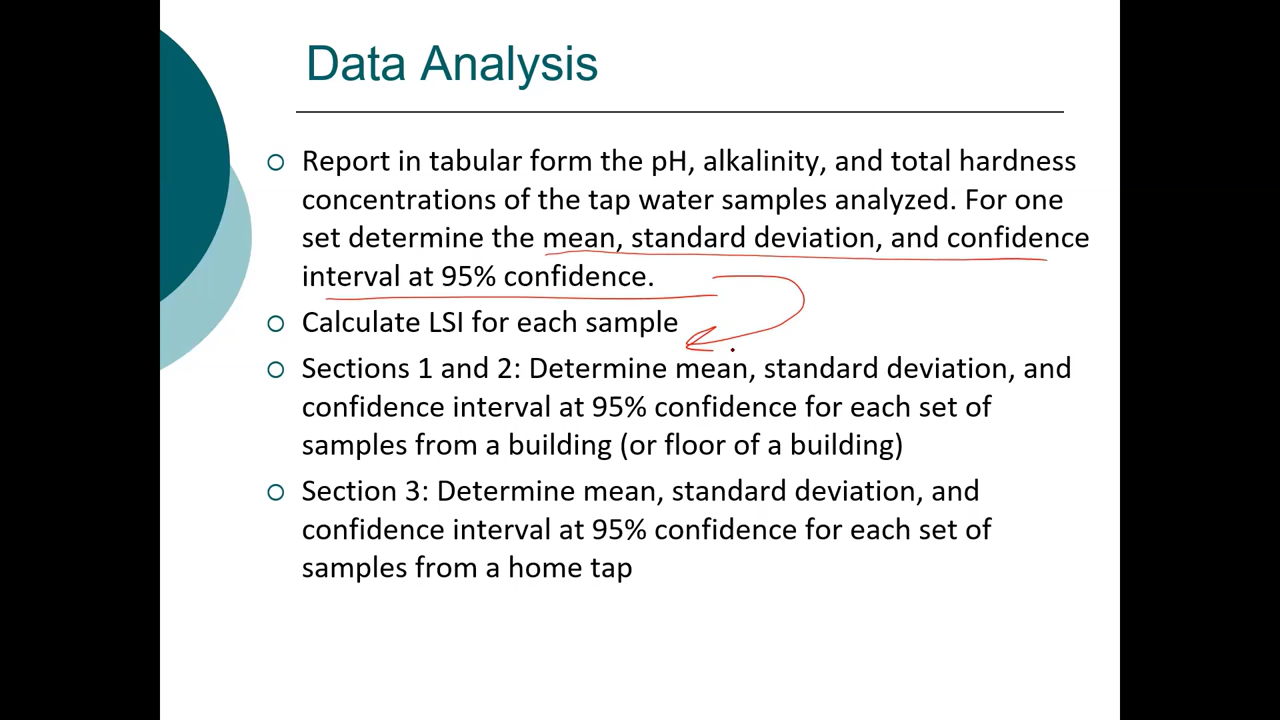 Data Analysis
Report in tabular form the pH, alkalinity, and total hardness
concentrations of the tap water samples analyzed. For one
set determine the mean, standard deviation, and confidence
interval at 95% confidence.
Calculate LSI for each sample
Sections 1 and 2: Determine mean, standard deviation, and
confidence interval at 95% confidence for each set of
samples from a building (or floor of a building)
Section 3: Determine mean, standard deviation, and
confidence interval at 95% confidence for each set of
samples from a home tap